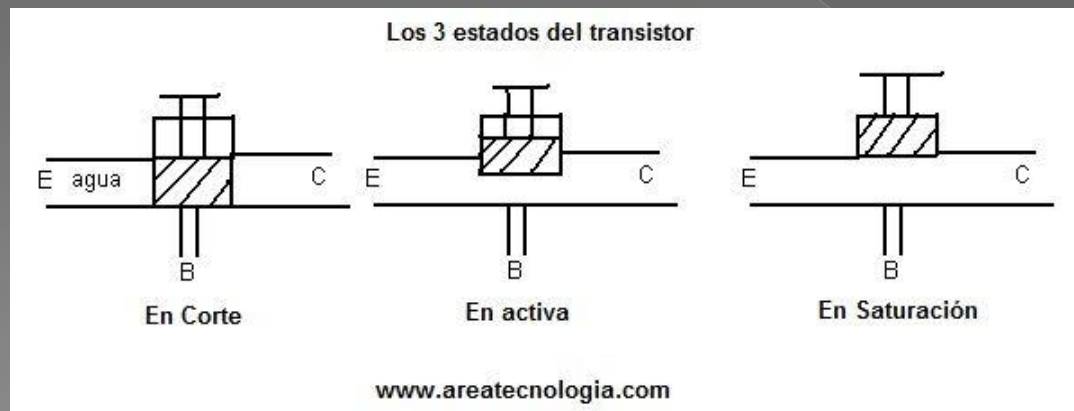 Los 3 estados del transistor
E agua C
B
En Corte
E C
B
En activa
E C
B
En Saturación
www.areatecnologia.com